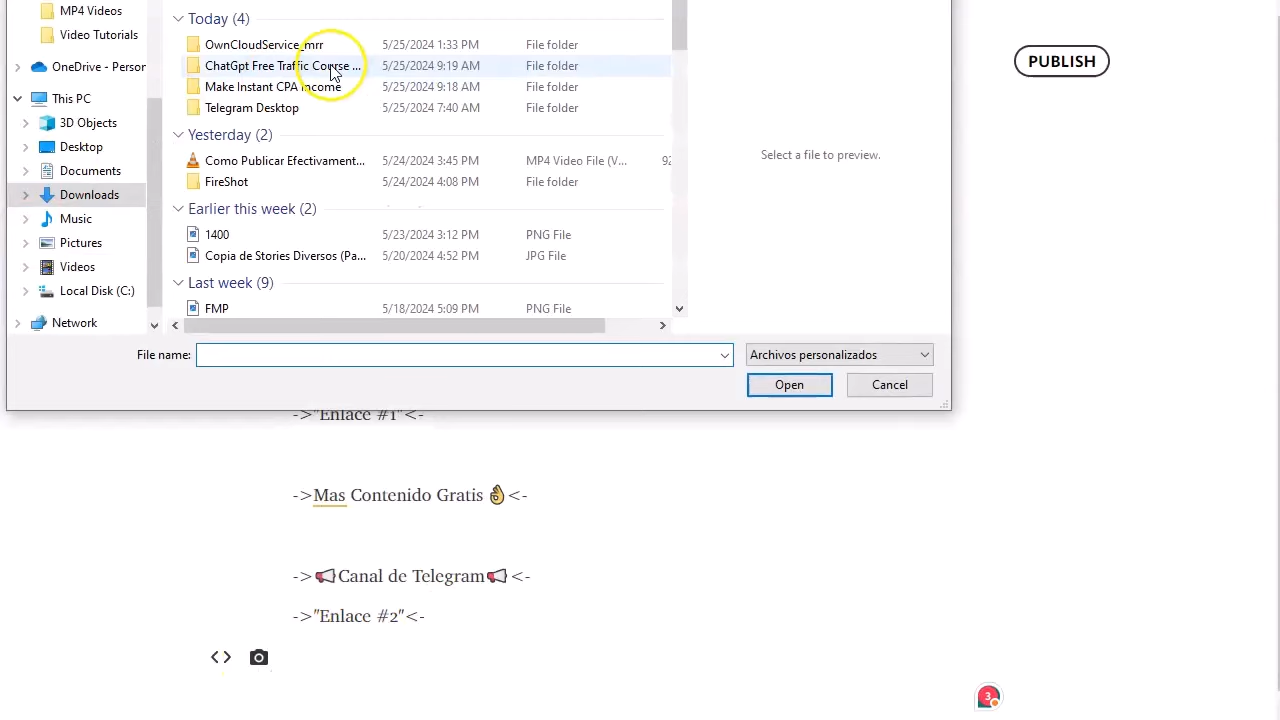 MP4 Videos
Video Tutorials
OneDrive - Person
This PC
3D Objects
Desktop
Documents
Downloads
Music
Pictures
Videos
Local Disk (C:)
Network
Today (4)
OwnCloudService_mrr 5/25/2024 1:33 PM File folder
ChatGpt Free Traffic Course ... 5/25/2024 9:19 AM File folder
Make Instant CPA Income 5/25/2024 9:18 AM File folder
Telegram Desktop 5/25/2024 7:40 AM File folder
Yesterday (2)
Como Publicar Efectivament... 5/24/2024 3:45 PM MP4 Video File (V... 92
FireShot 5/24/2024 4:08 PM File folder
Earlier this week (2)
1400 5/23/2024 3:12 PM PNG File
Copia de Stories Diversos (Pa... 5/20/2024 4:52 PM JPG File
Last week (9)
FMP 5/18/2024 5:09 PM PNG File
Select a file to preview.
File name:
Archivos personalizados
Open Cancel
PUBLISH
->"Enlace #1"<-
->Mas Contenido Gratis 👌<-
->📢Canal de Telegram📢<-
->"Enlace #2"<-
3